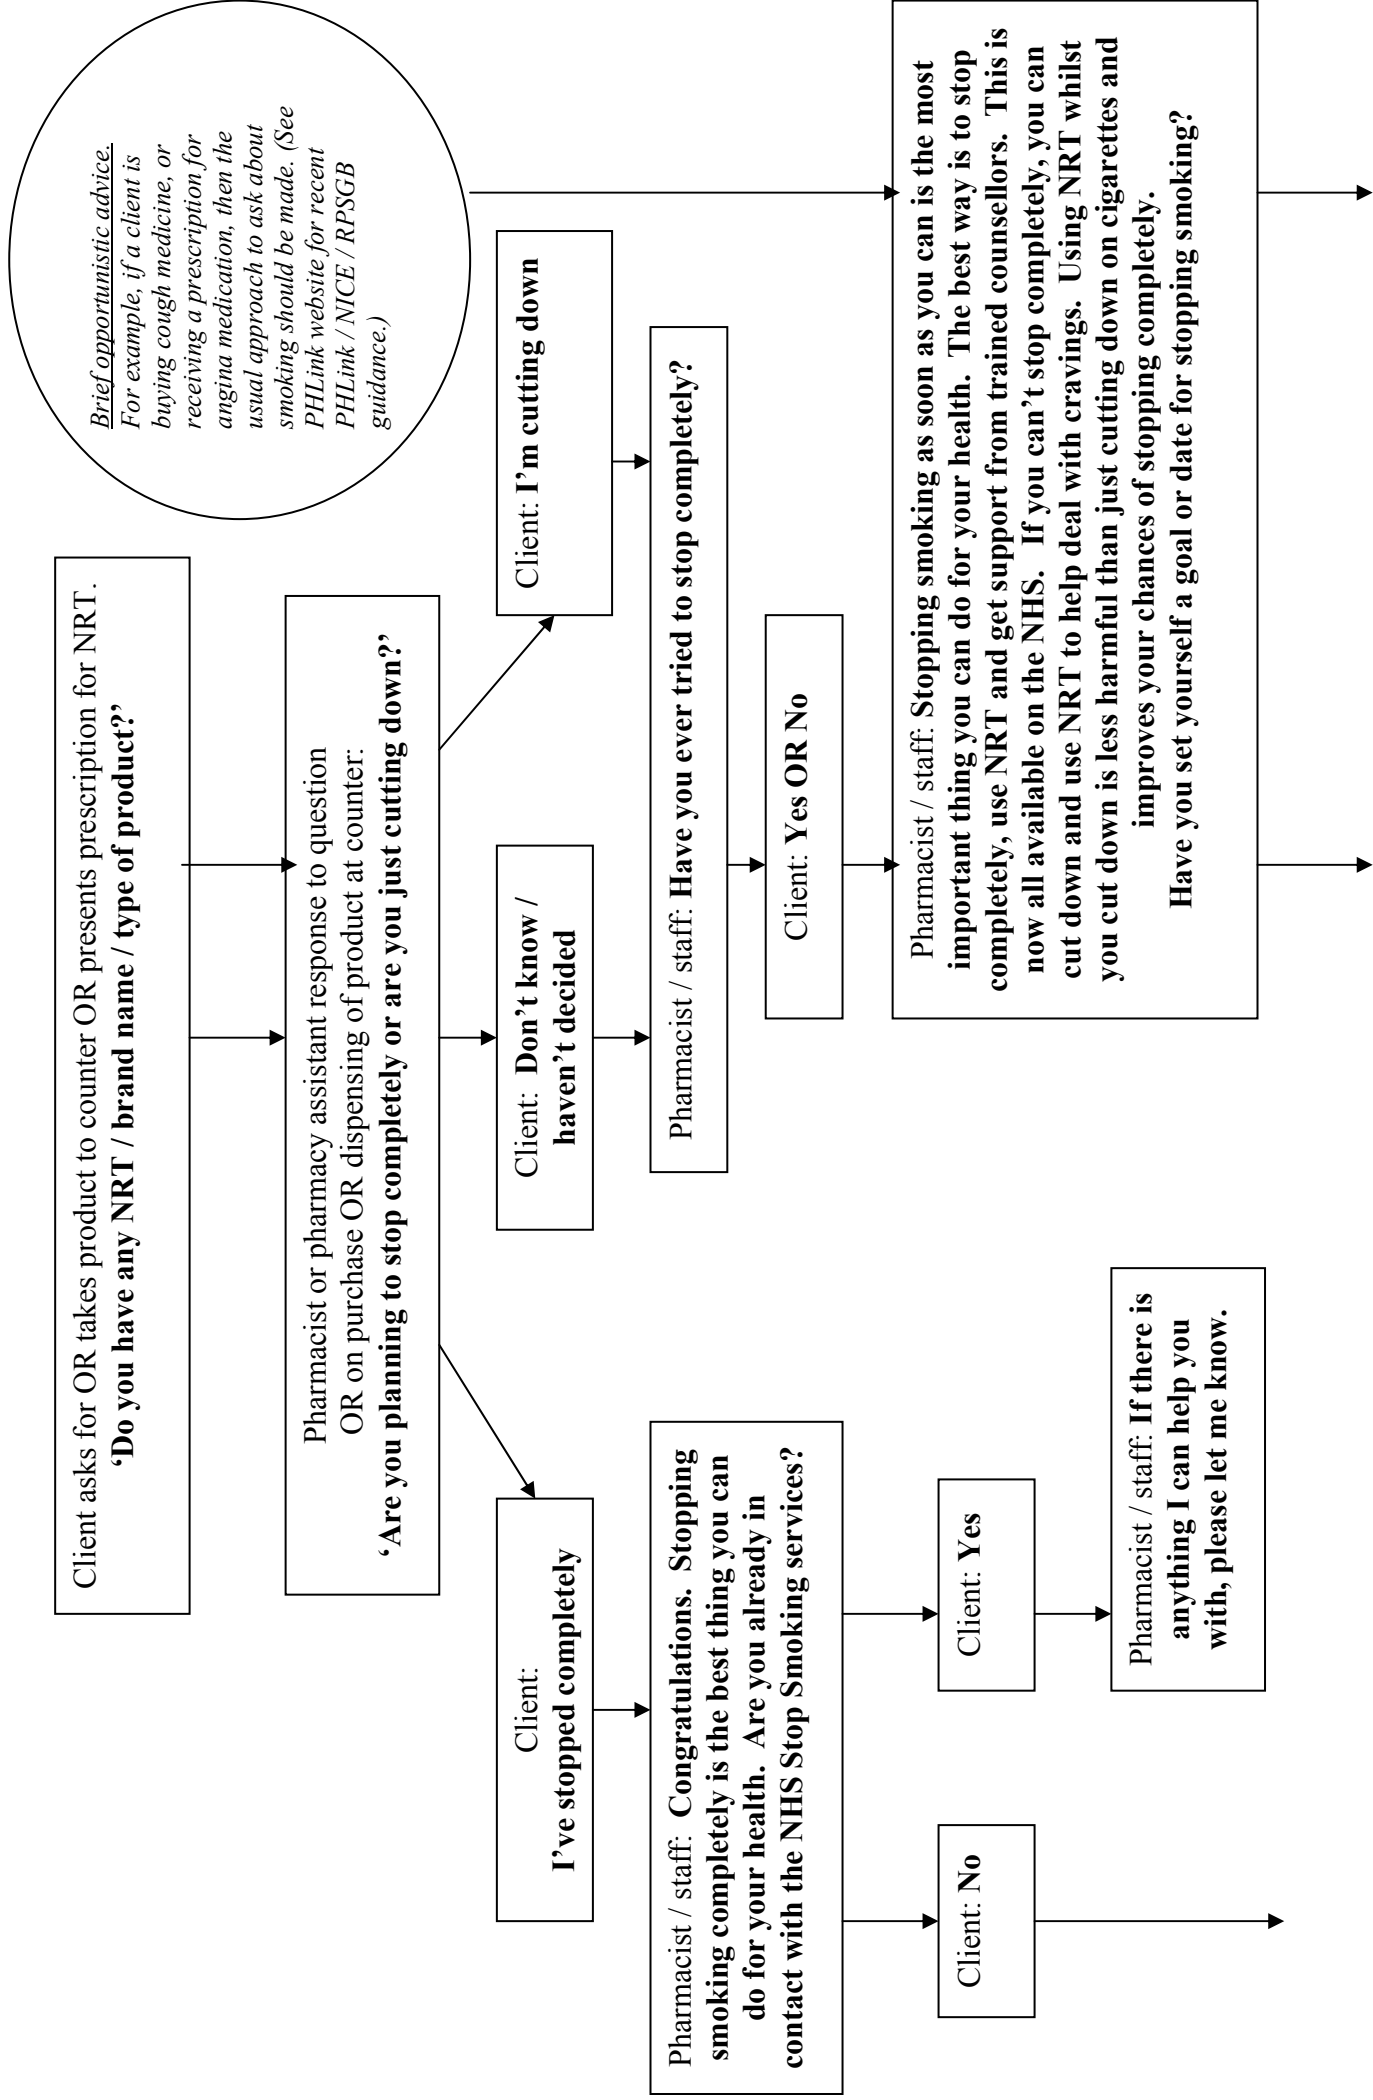 Client asks for OR takes product to counter OR presents prescription for NRT.
‘Do you have any NRT / brand name / type of product?’
Brief opportunistic advice.
For example, if a client is
buying cough medicine, or
receiving a prescription for
angina medication, then the
usual approach to ask about
smoking should be made. (See
PHLink website for recent
PHLink / NICE / RPSGB
guidance.)
Pharmacist or pharmacy assistant response to question
OR on purchase OR dispensing of product at counter:
‘Are you planning to stop completely or are you just cutting down?’
Client:
I’ve stopped completely
Client: Don’t know /
haven’t decided
Client: I’m cutting down
Pharmacist / staff: Congratulations. Stopping
smoking completely is the best thing you can
do for your health. Are you already in
contact with the NHS Stop Smoking services?
Pharmacist / staff: Have you ever tried to stop completely?
Client: Yes OR No
Client: No
Client: Yes
Pharmacist / staff: If there is
anything I can help you
with, please let me know.
Pharmacist / staff: Stopping smoking as soon as you can is the most
important thing you can do for your health. The best way is to stop
completely, use NRT and get support from trained counsellors. This is
now all available on the NHS. If you can’t stop completely, you can
cut down and use NRT to help deal with cravings. Using NRT whilst
you cut down is less harmful than just cutting down on cigarettes and
improves your chances of stopping completely.
Have you set yourself a goal or date for stopping smoking?